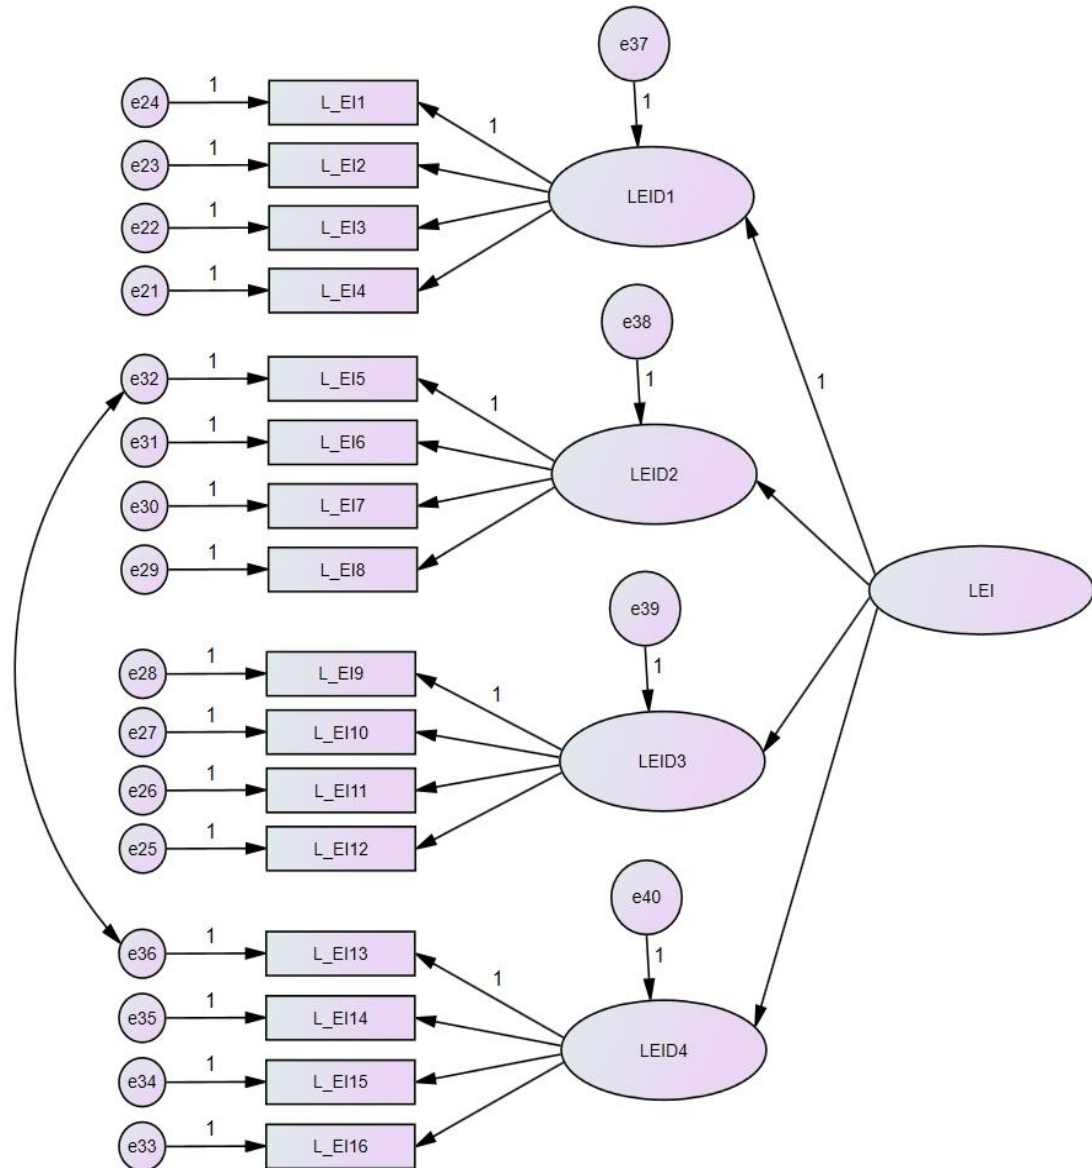 e37
1
e24 1 L_EI1
1
e23 1 L_EI2
LEID1
e22 1 L_EI3
e21 1 L_EI4
e38
1
e32 1 L_EI5
1
1
e31 1 L_EI6
LEID2
e30 1 L_EI7
e29 1 L_EI8
LEI
e39
1
e28 1 L_EI9
1
e27 1 L_EI10
LEID3
e26 1 L_EI11
e25 1 L_EI12
e40
1
e36 1 L_EI13
1
e35 1 L_EI14
LEID4
e34 1 L_EI15
e33 1 L_EI16